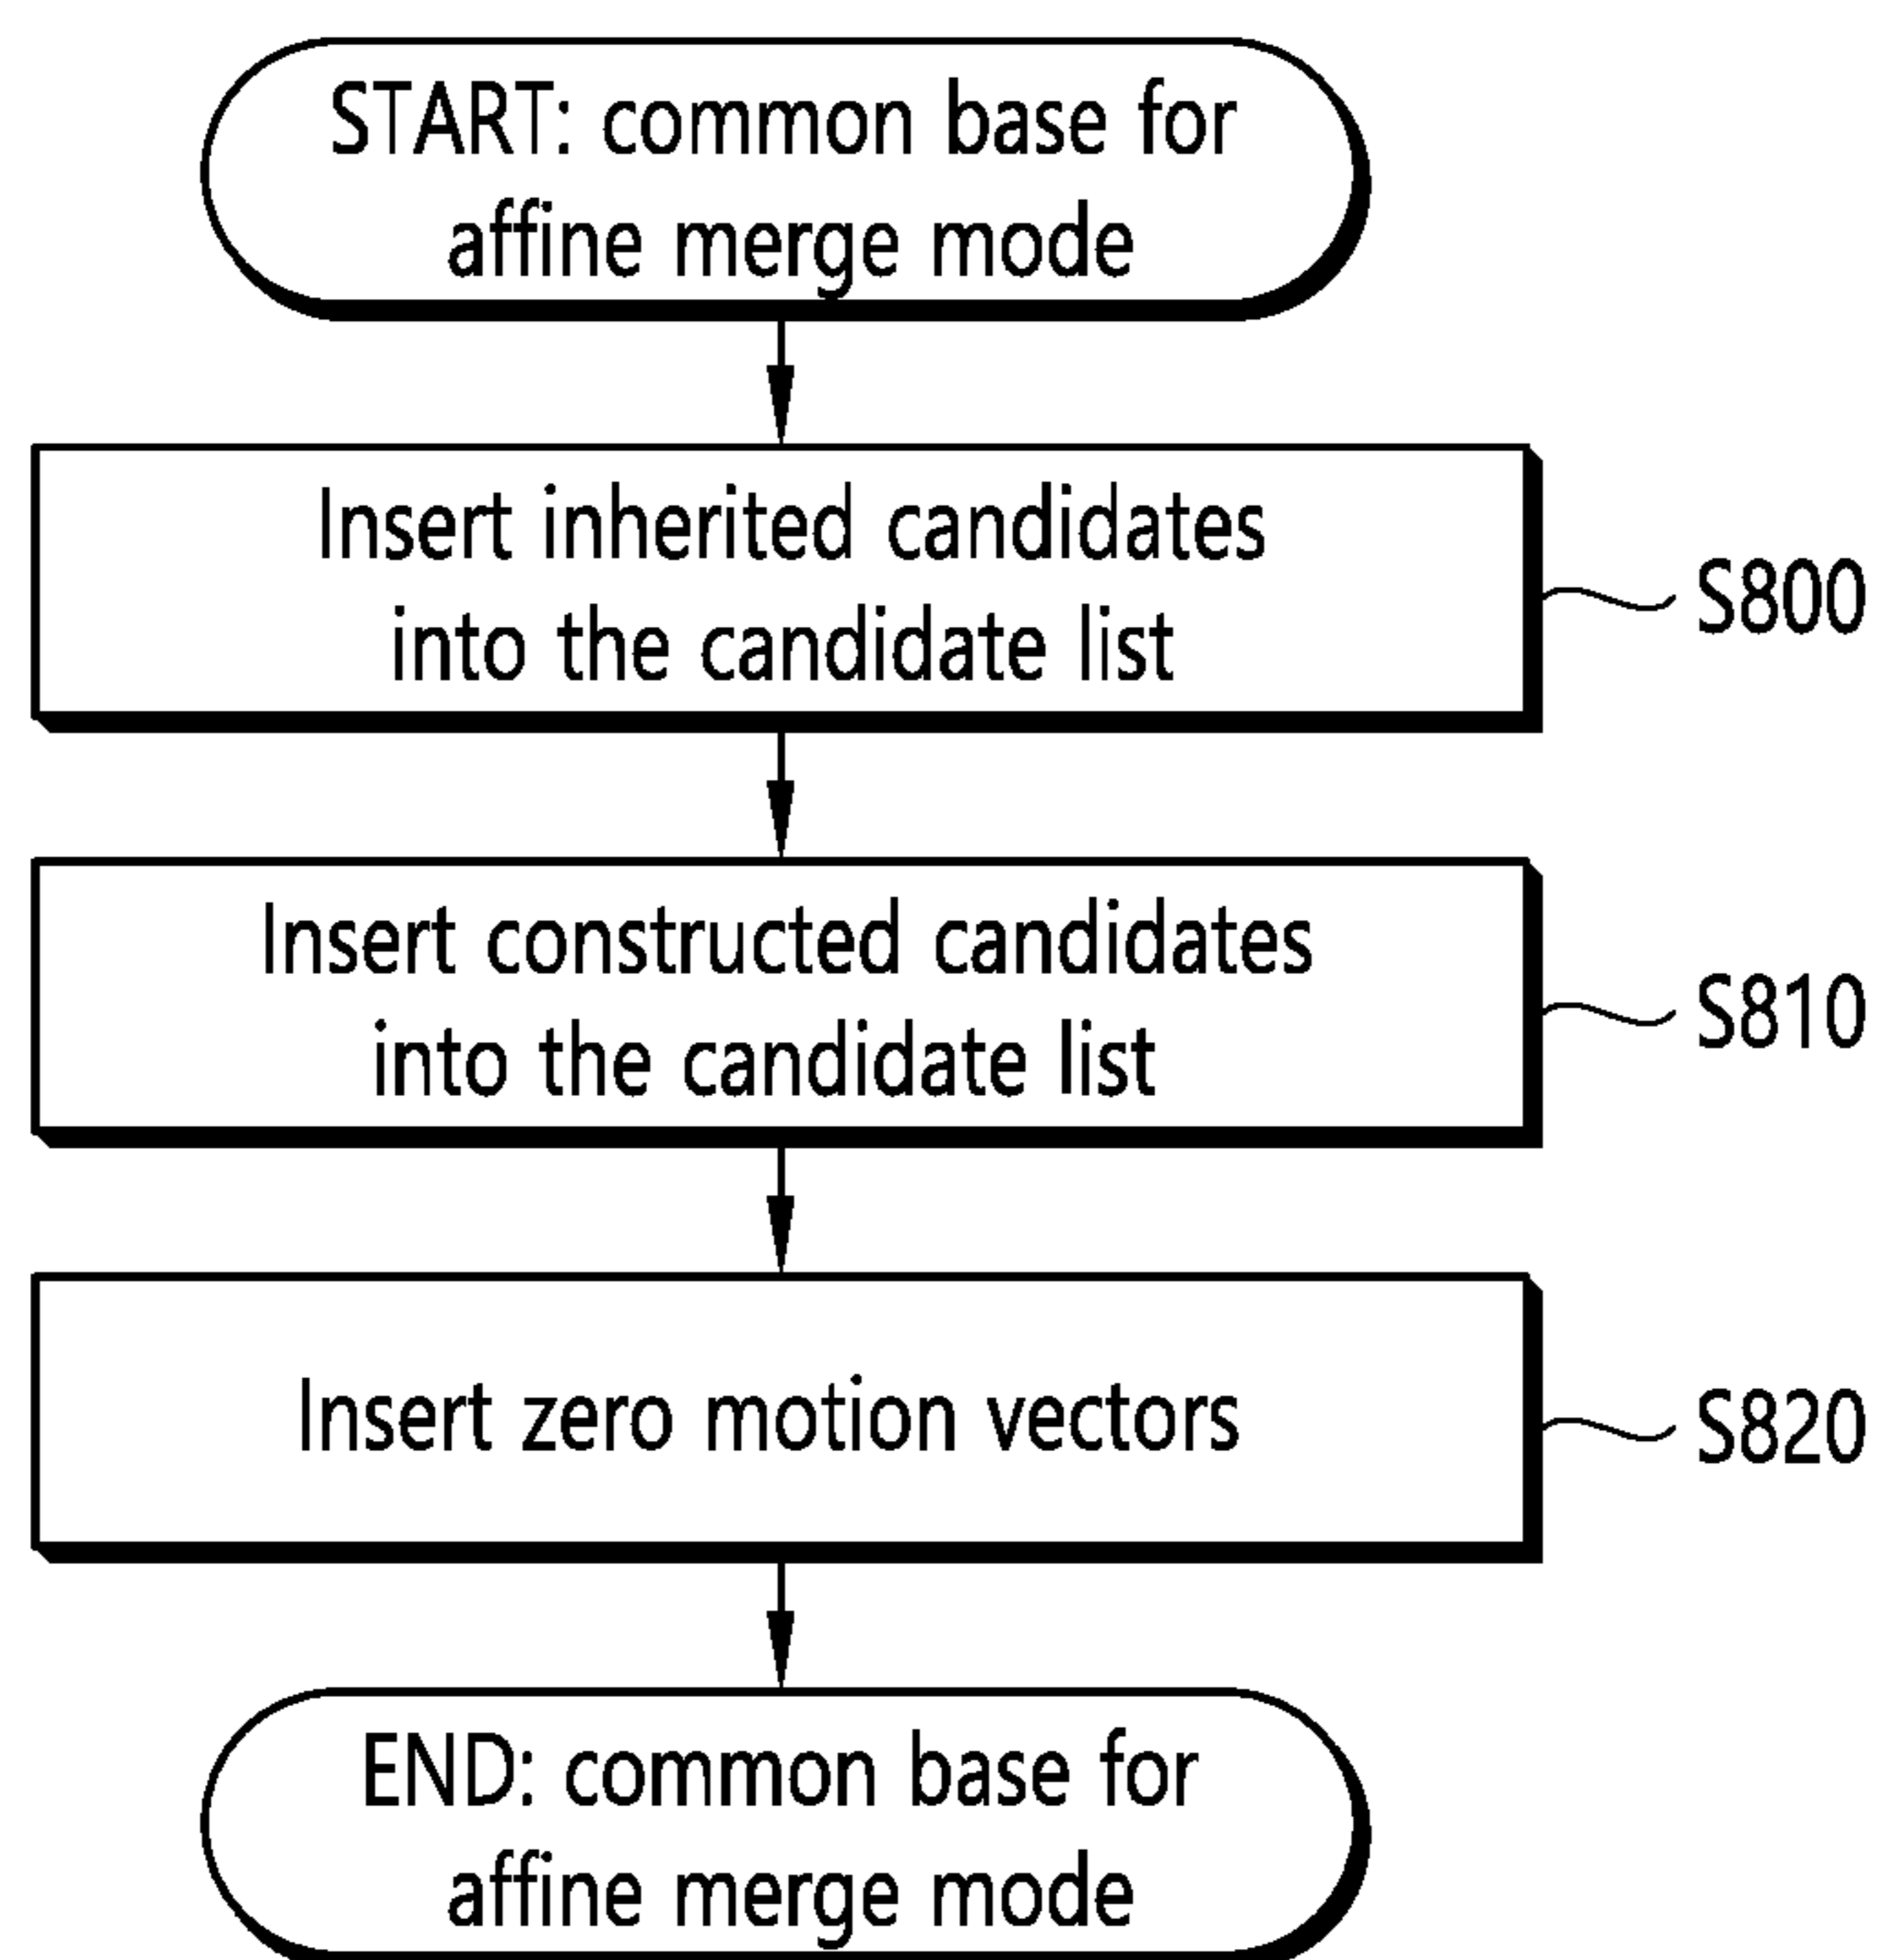 START: common base for
affine merge mode
Insert inherited candidates
into the candidate list
S800
Insert constructed candidates
into the candidate list
S810
Insert zero motion vectors
S820
END: common base for
affine merge mode